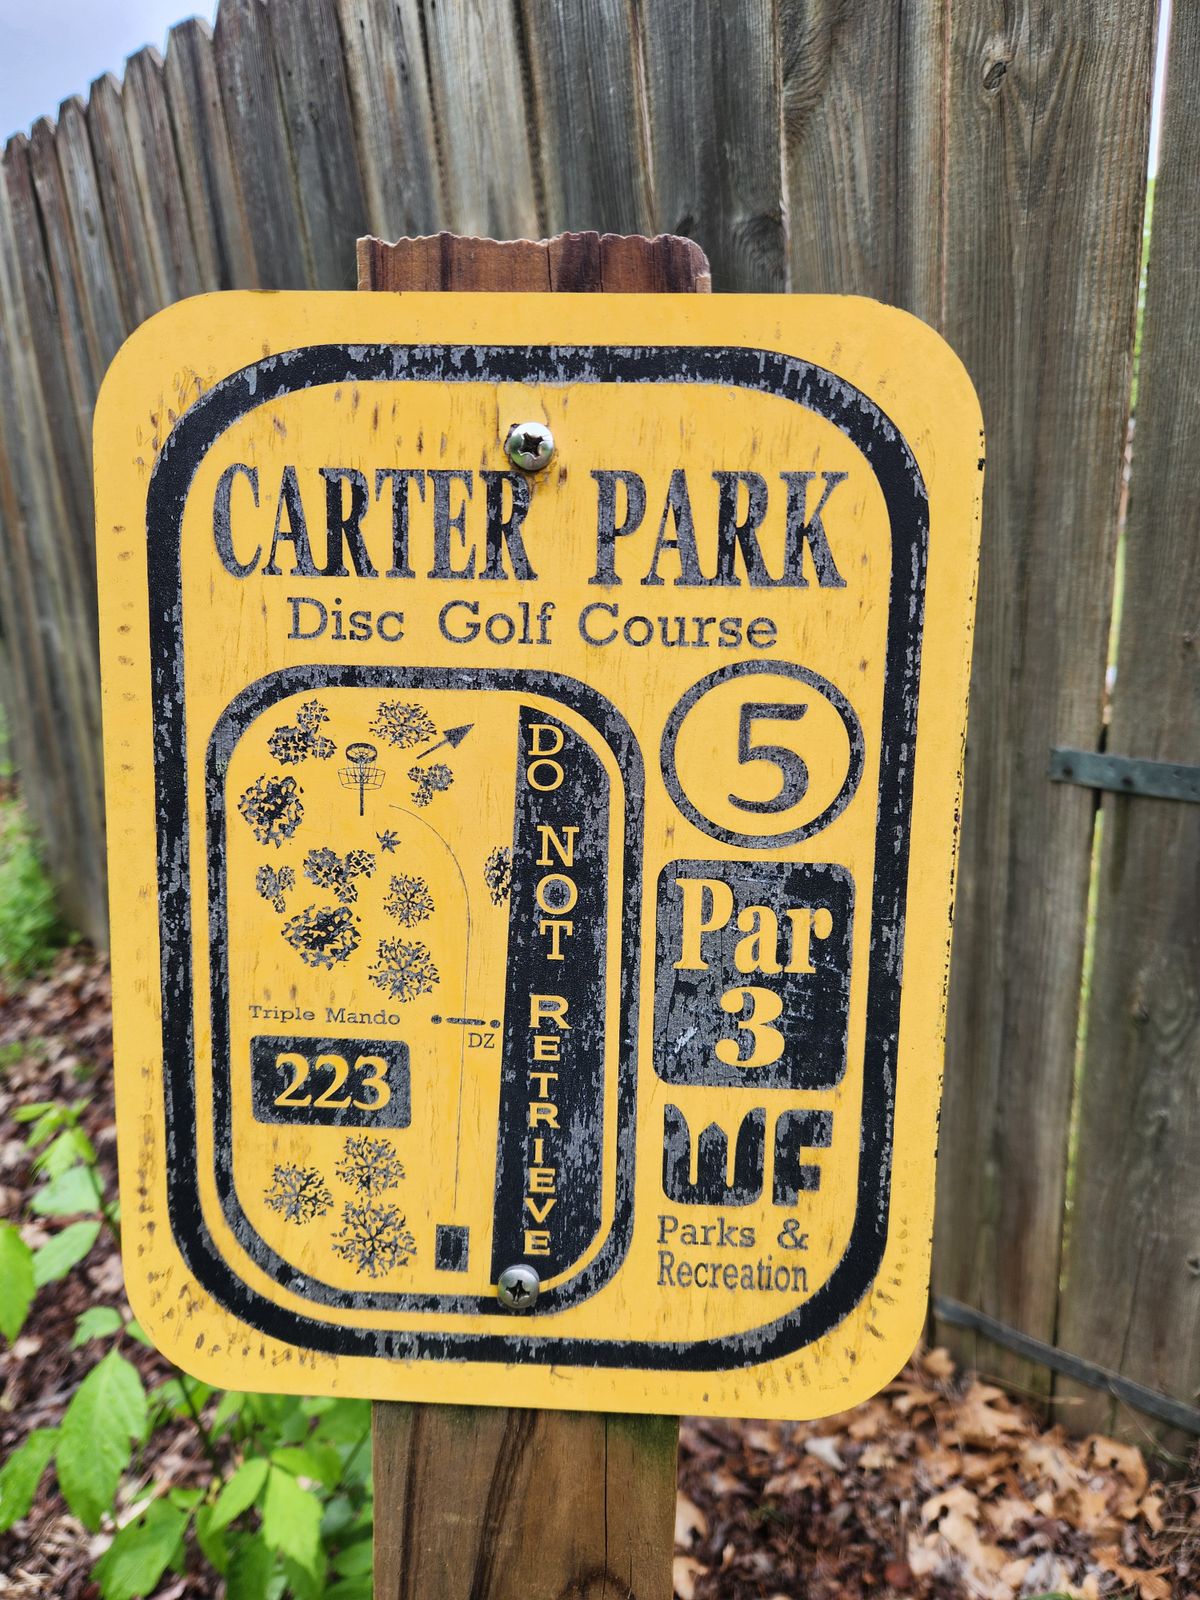 CARTER PARK
Disc Golf Course
5
Par
3
DO NOT RETRIEVE
Triple Mando
DZ
223
WF
Parks &
Recreation